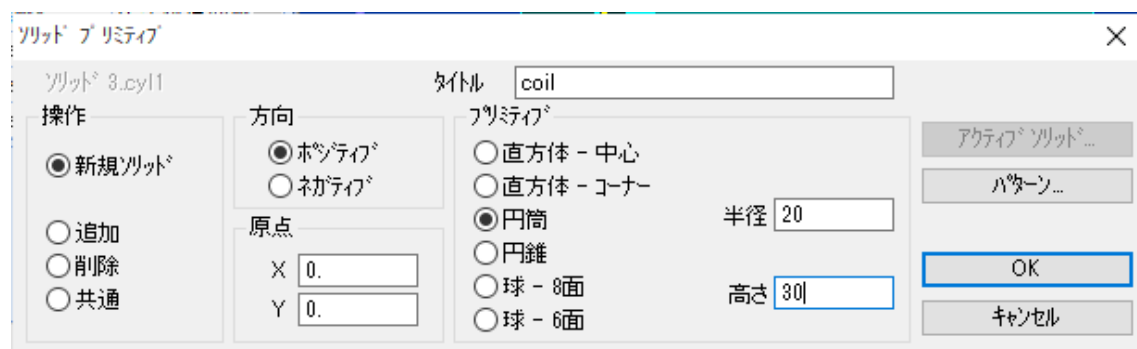 ｿﾘｯﾄﾞ ﾌﾟﾘﾐﾃｨﾌﾞ
ｿﾘｯﾄﾞ 3.cyl1
ﾀｲﾄﾙ coil
操作
新規ｿﾘｯﾄﾞ
追加
削除
共通
方向
ﾎﾟｼﾞﾃｨﾌﾞ
ﾈｶﾞﾃｨﾌﾞ
原点
X 0.
Y 0.
ﾌﾟﾘﾐﾃｨﾌﾞ
直方体 - 中心
直方体 - ｺｰﾅｰ
円筒
円錐
球 - 8面
球 - 6面
半径 20
高さ 30
ｱｸﾃｨﾌﾞ ｿﾘｯﾄﾞ...
ﾊﾟﾀｰﾝ...
OK
ｷｬﾝｾﾙ